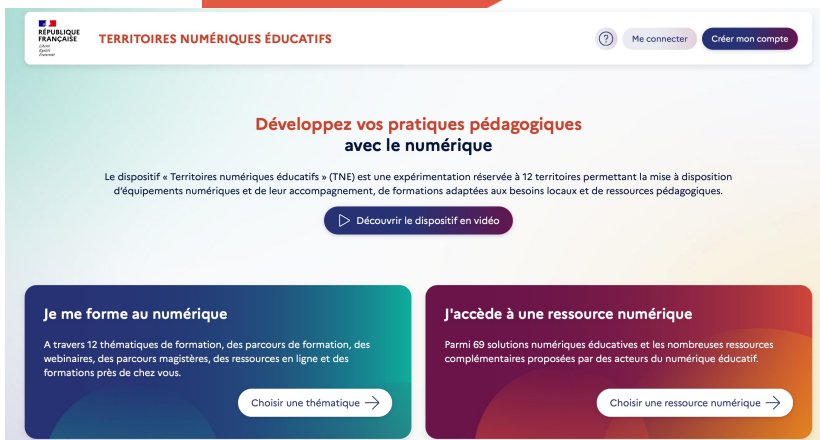 RÉPUBLIQUE
FRANÇAISE
Liberté
Égalité
Fraternité
TERRITOIRES NUMÉRIQUES ÉDUCATIFS
?
Me connecter
Créer mon compte
Développez vos pratiques pédagogiques
avec le numérique
Le dispositif « Territoires numériques éducatifs » (TNE) est une expérimentation réservée à 12 territoires permettant la mise à disposition
d'équipements numériques et de leur accompagnement, de formations adaptées aux besoins locaux et de ressources pédagogiques.
Découvrir le dispositif en vidéo
Je me forme au numérique
A travers 12 thématiques de formation, des parcours de formation, des
webinaires, des parcours magistères, des ressources en ligne et des
formations près de chez vous.
Choisir une thématique
J'accède à une ressource numérique
Parmi 69 solutions numériques éducatives et les nombreuses ressources
complémentaires proposées par des acteurs du numérique éducatif.
Choisir une ressource numérique